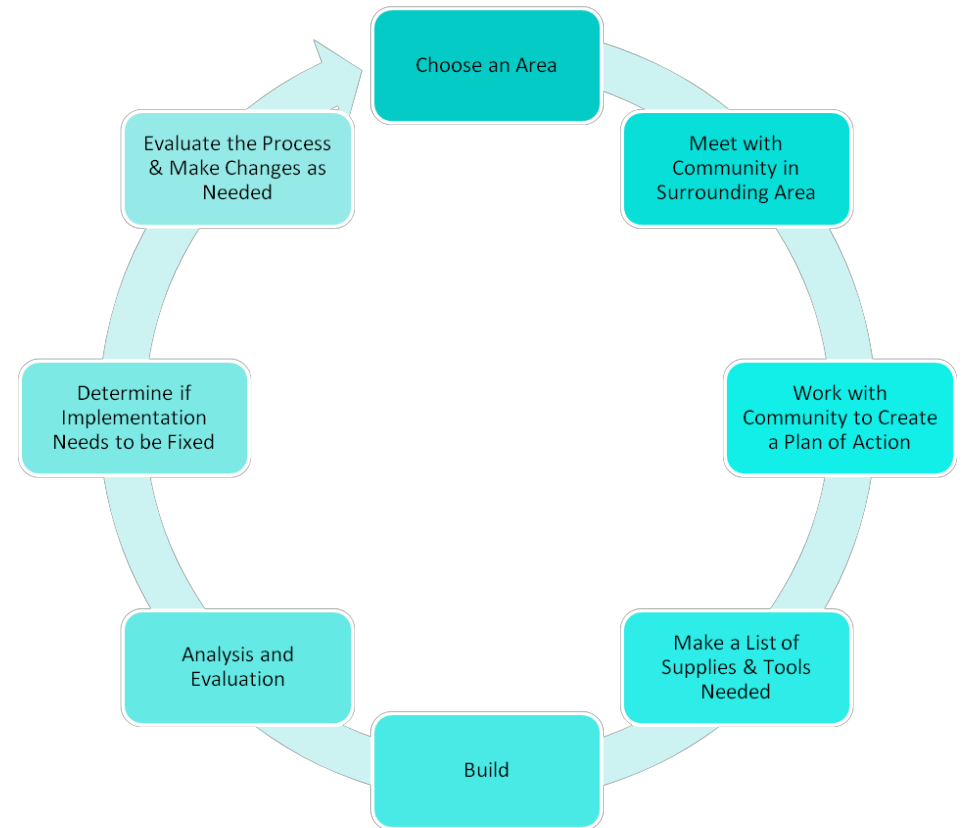 Choose an Area
Meet with
Community in
Surrounding Area
Work with
Community to Create
a Plan of Action
Make a List of
Supplies & Tools
Needed
Build
Analysis and
Evaluation
Determine if
Implementation
Needs to be Fixed
Evaluate the Process
& Make Changes as
Needed